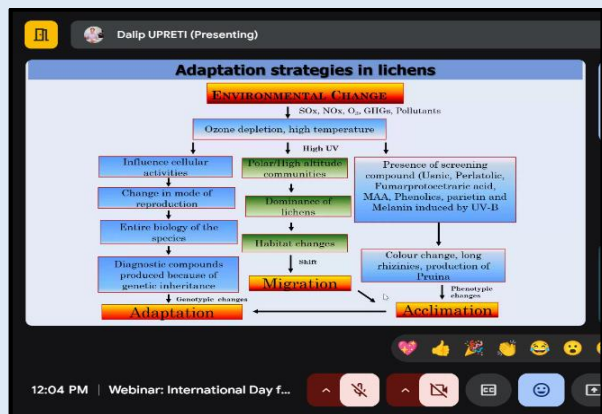 Dalip UPRETI (Presenting)
Adaptation strategies in lichens
ENVIRONMENTAL CHANGE
SOx, NOx, O₃, GHGs, Pollutants
Ozone depletion, high temperature
High UV
Influence cellular
activities
Change in mode of
reproduction
Entire biology of the
species
Diagnostic compounds
produced because of
genetic inheritance
Genotypic changes
Adaptation
Polar/High altitude
communities
Dominance of
lichens
Habitat changes
Migration
Presence of screening
compound (Usnic, Perlatolic,
Fumarprotocetraric acid,
MAA, Phenolics, parietin and
Melanin induced by UV-B
Colour change, long
rhizinies, production of
Pruina
Phenotypic
changes
Acclimation
12:04 PM | Webinar: International Day f...
CC